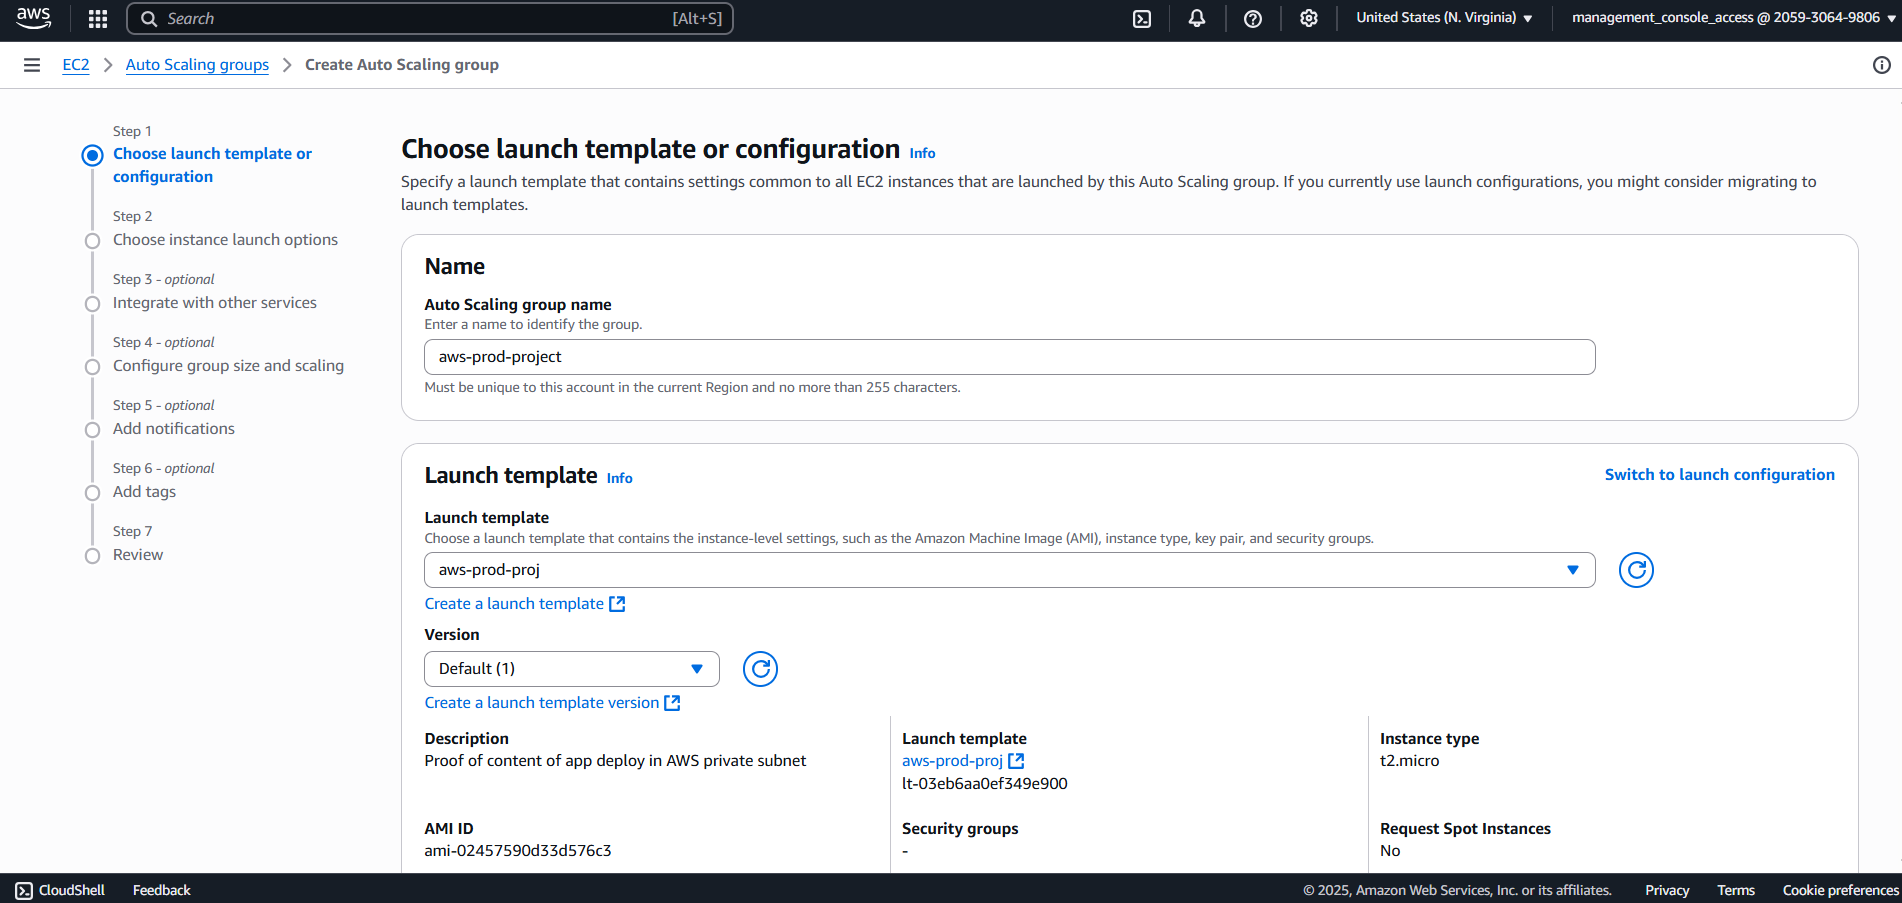 aws
Search
[Alt+S]
United States (N. Virginia)
management_console_access @ 2059-3064-9806
EC2
Auto Scaling groups
Create Auto Scaling group
Step 1
Choose launch template or
configuration
Step 2
Choose instance launch options
Step 3 - optional
Integrate with other services
Step 4 - optional
Configure group size and scaling
Step 5 - optional
Add notifications
Step 6 - optional
Add tags
Step 7
Review
Choose launch template or configuration Info
Specify a launch template that contains settings common to all EC2 instances that are launched by this Auto Scaling group. If you currently use launch configurations, you might consider migrating to
launch templates.
Name
Auto Scaling group name
Enter a name to identify the group.
aws-prod-project
Must be unique to this account in the current Region and no more than 255 characters.
Launch template Info
Switch to launch configuration
Launch template
Choose a launch template that contains the instance-level settings, such as the Amazon Machine Image (AMI), instance type, key pair, and security groups.
aws-prod-proj
Create a launch template
Version
Default (1)
Create a launch template version
Description
Proof of content of app deploy in AWS private subnet
Launch template
aws-prod-proj
lt-03eb6aa0ef349e900
Instance type
t2.micro
AMI ID
ami-02457590d33d576c3
Security groups
-
Request Spot Instances
No
CloudShell
Feedback
© 2025, Amazon Web Services, Inc. or its affiliates.
Privacy
Terms
Cookie preferences